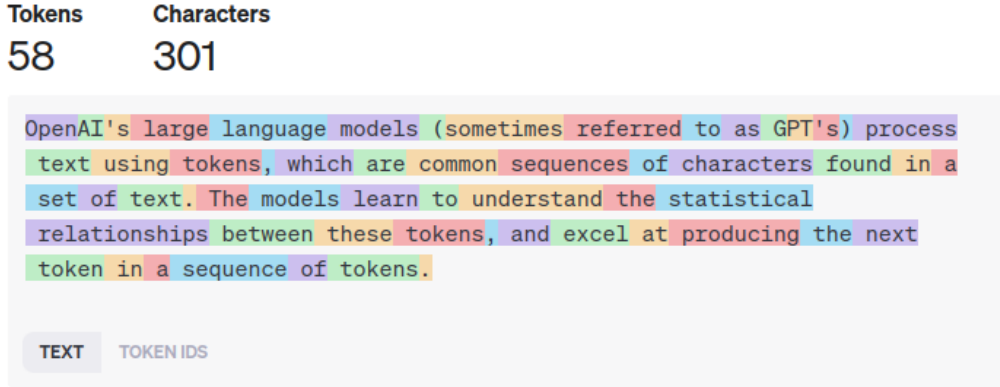 Tokens Characters
58 301
OpenAI's large language models (sometimes referred to as GPT's) process
text using tokens, which are common sequences of characters found in a
set of text. The models learn to understand the statistical
relationships between these tokens, and excel at producing the next
token in a sequence of tokens.
TEXT TOKEN IDS